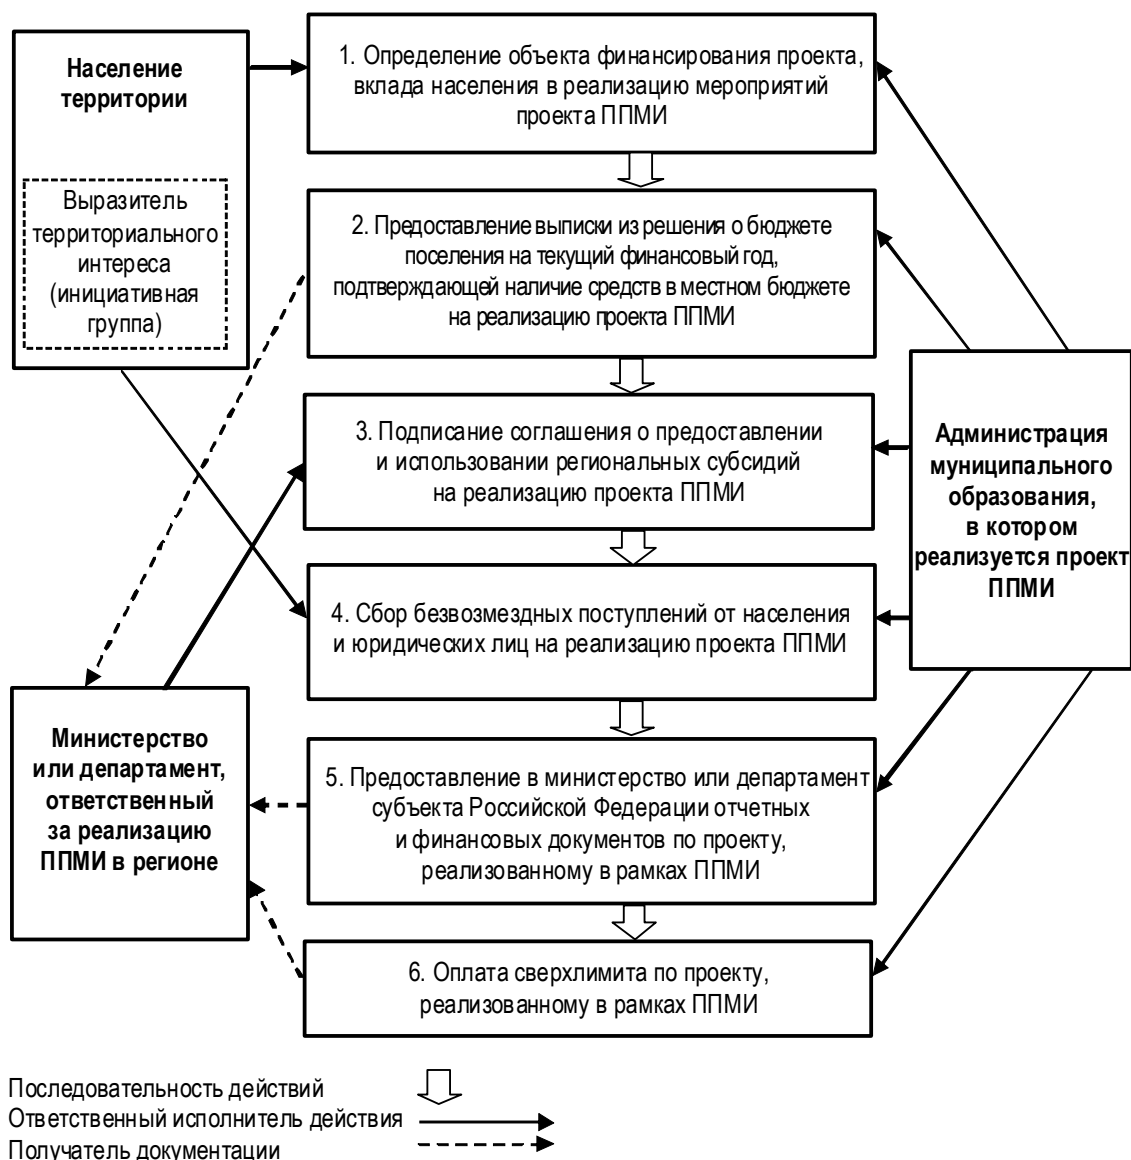 Население
территории
Выразитель
территориального
интереса
(инициативная
группа)
1. Определение объекта финансирования проекта,
вклада населения в реализацию мероприятий
проекта ППМИ
2. Предоставление выписки из решения о бюджете
поселения на текущий финансовый год,
подтверждающей наличие средств в местном бюджете
на реализацию проекта ППМИ
3. Подписание соглашения о предоставлении
и использовании региональных субсидий
на реализацию проекта ППМИ
4. Сбор безвозмездных поступлений от населения
и юридических лиц на реализацию проекта ППМИ
5. Предоставление в министерство или департамент
субъекта Российской Федерации отчетных
и финансовых документов по проекту,
реализованному в рамках ППМИ
6. Оплата сверхлимита по проекту,
реализованному в рамках ППМИ
Администрация
муниципального
образования,
в котором
реализуется проект
ППМИ
Министерство
или департамент,
ответственный
за реализацию
ППМИ в регионе
Последовательность действий
Ответственный исполнитель действия
Получатель документации